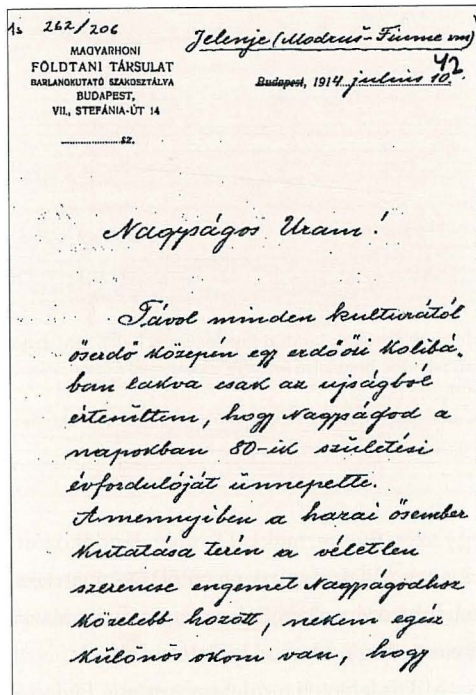 Is 262/206
Jelenje (Modruš-Fiume vm)
42
MAGYARHONI
FÖLDTANI TÁRSULAT
BARLANGKUTATÓ SZAKOSZTÁLYA
BUDAPEST,
VII., STEFÁNIA-ÚT 14
Budapest, 1914 julius 10.
sz.
Nagyságos Uram!
Távol minden kulturától
őserdő közepén egy erdőőri kolibá-
ban lakva csak az ujságból
értesültem, hogy Nagyságod a
napokban 80-ik születési
évfordulóját ünnepelte.
Amennyiben a hazai ősember
kutatása terén a véletlen
szerencse engemet Nagyságodhoz
közelebb hozott, nekem egész
különös okom van, hogy